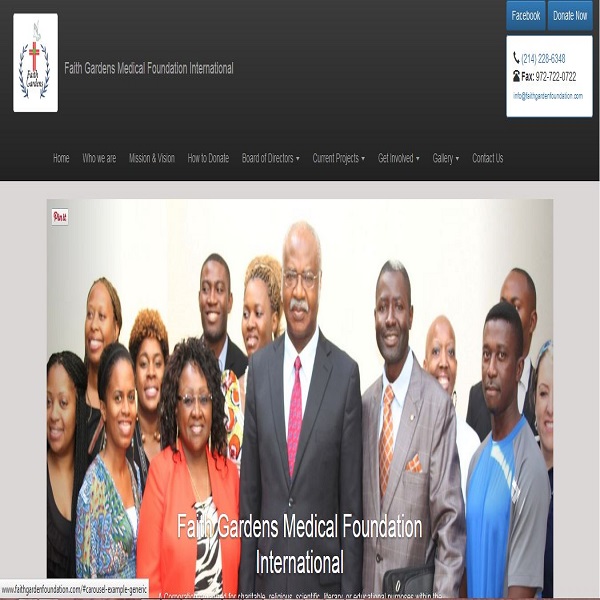 Facebook
Donate Now
Faith
Gardens
Faith Gardens Medical Foundation International
(214) 228-6348
Fax: 972-722-0722
info@faithgardenfoundation.com
Home
Who we are
Mission & Vision
How to Donate
Board of Directors
Current Projects
Get Involved
Gallery
Contact Us
Pin it
Faith Gardens Medical Foundation
International
A Corporation for charitable, religious, scientific, literary, or educational purposes within the
www.faithgardenfoundation.com/#carousel-example-generic